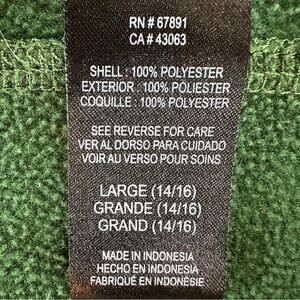 RN # 67891
CA # 43063
SHELL : 100% POLYESTER
EXTERIOR : 100% POLYESTER
COQUILLE : 100% POLYESTER
SEE REVERSE FOR CARE
VER AL DORSO PARA CUIDADO
VOIR AU VERSO POUR SOINS
LARGE (14/16)
GRANDE (14/16)
GRAND (14/16)
MADE IN INDONESIA
HECHO EN INDONESIA
FABRIQUÉ EN INDONESIE